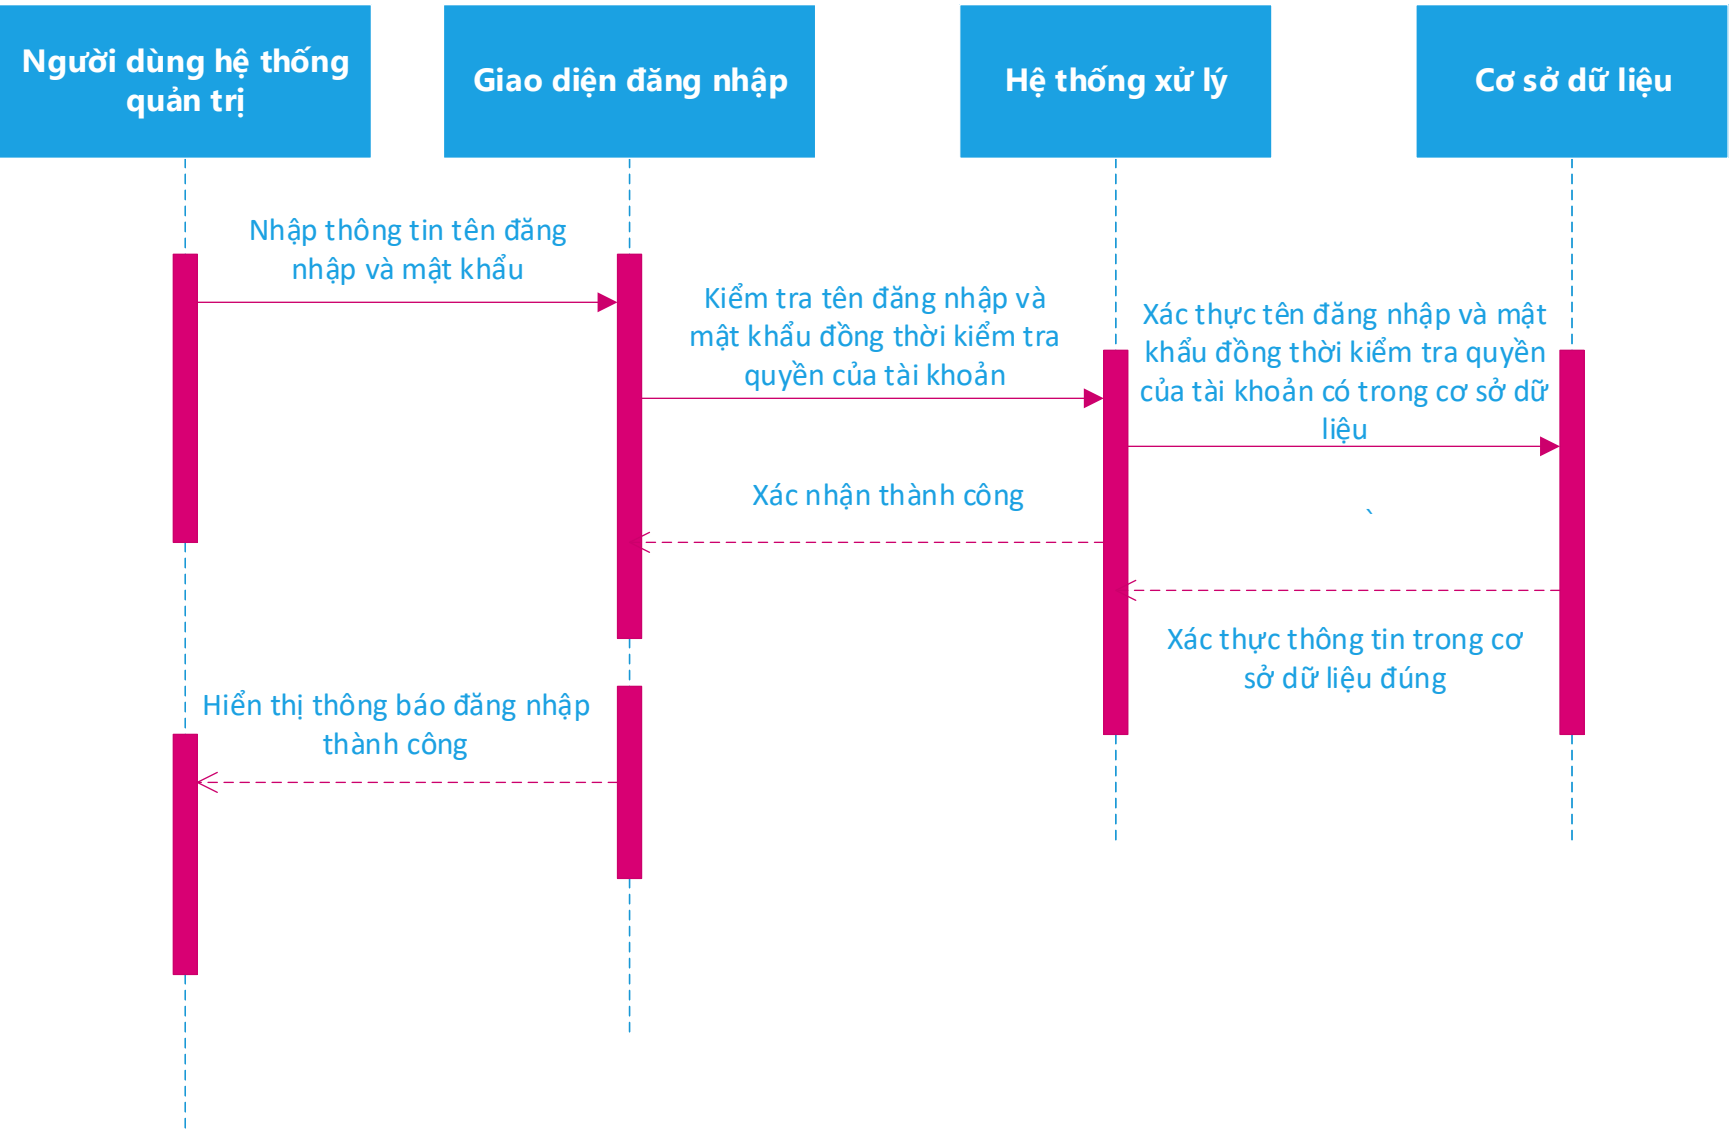 Người dùng hệ thống
quản trị
Giao diện đăng nhập
Hệ thống xử lý
Cơ sở dữ liệu
Nhập thông tin tên đăng
nhập và mật khẩu
Kiểm tra tên đăng nhập và
mật khẩu đồng thời kiểm tra
quyền của tài khoản
Xác thực tên đăng nhập và mật
khẩu đồng thời kiểm tra quyền
của tài khoản có trong cơ sở dữ
liệu
Xác nhận thành công
`
Xác thực thông tin trong cơ
sở dữ liệu đúng
Hiển thị thông báo đăng nhập
thành công